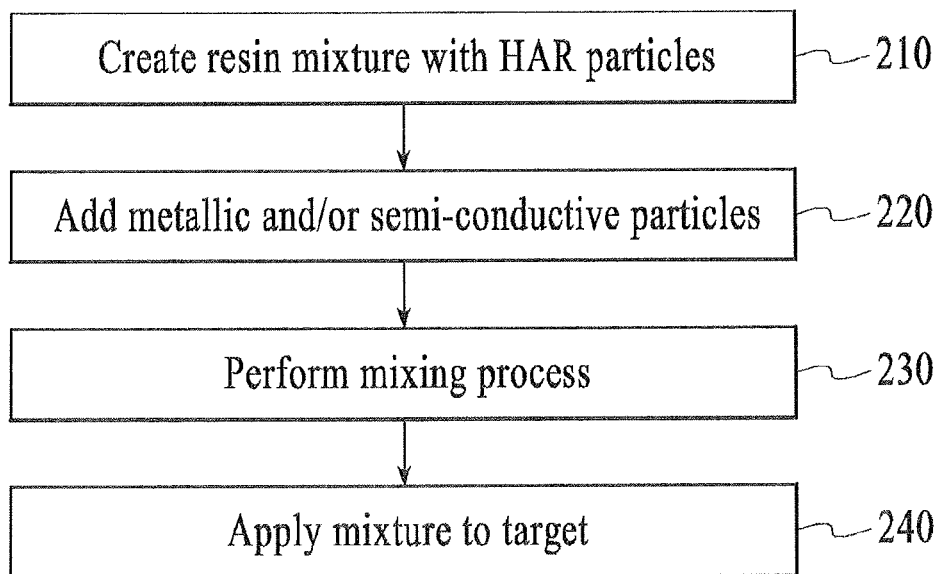 Create resin mixture with HAR particles 210
Add metallic and/or semi-conductive particles 220
Perform mixing process 230
Apply mixture to target 240